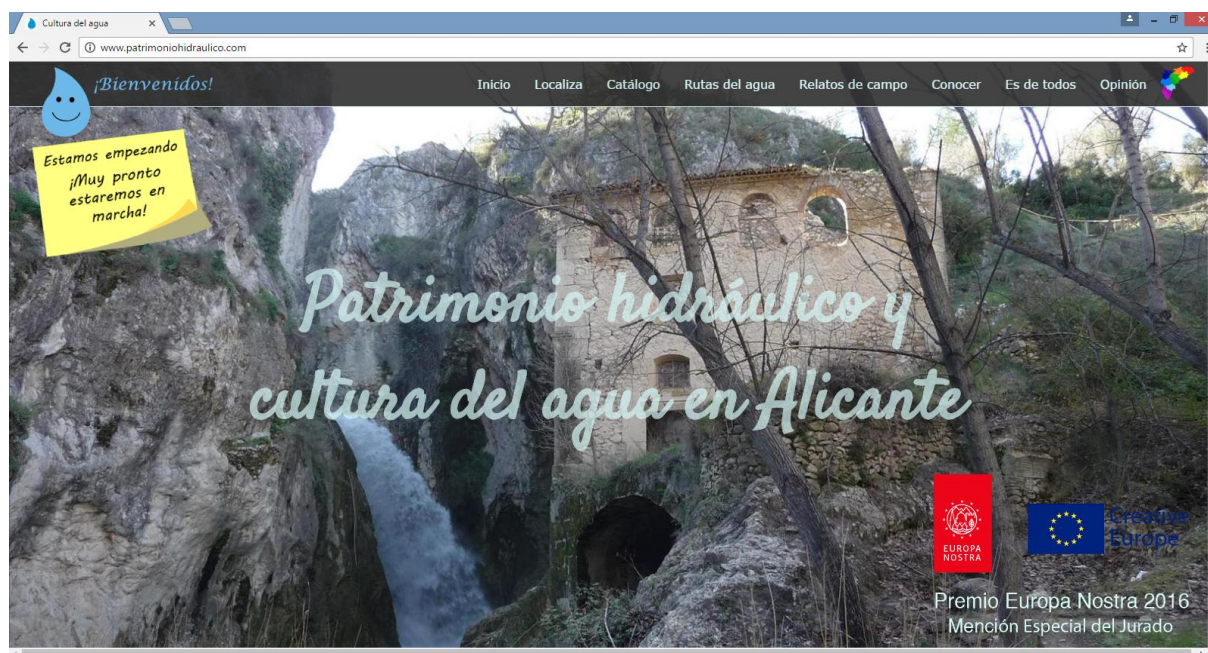 Cultura del agua
www.patrimoniohidraulico.com
¡Bienvenidos!
Inicio Localiza Catálogo Rutas del agua Relatos de campo Conocer Es de todos Opinión
Estamos empezando
¡Muy pronto
estaremos en
marcha!
Patrimonio hidráulico y
cultura del agua en Alicante
EUROPA
NOSTRA
Creative
Europe
Premio Europa Nostra 2016
Mención Especial del Jurado